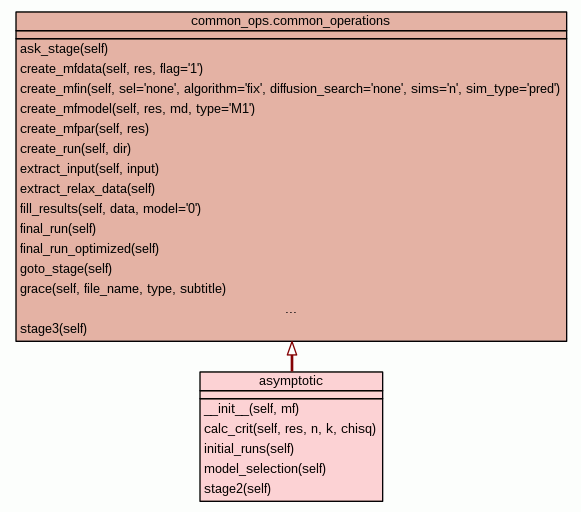 common_ops.common_operations
ask_stage(self)
create_mfdata(self, res, flag='1')
create_mfin(self, sel='none', algorithm='fix', diffusion_search='none', sims='n', sim_type='pred')
create_mfmodel(self, res, md, type='M1')
create_mfpar(self, res)
create_run(self, dir)
extract_input(self, input)
extract_relax_data(self)
fill_results(self, data, model='0')
final_run(self)
final_run_optimized(self)
goto_stage(self)
grace(self, file_name, type, subtitle)
...
stage3(self)
asymptotic
__init__(self, mf)
calc_crit(self, res, n, k, chisq)
initial_runs(self)
model_selection(self)
stage2(self)